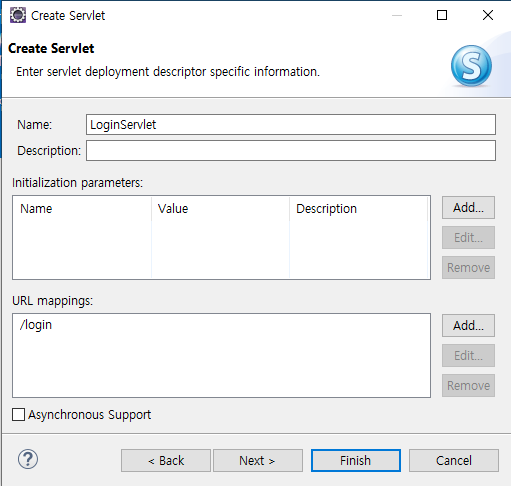 Create Servlet
Create Servlet
Enter servlet deployment descriptor specific information.
S
Name: LoginServlet
Description:
Initialization parameters:
Name Value Description
Add...
Edit...
Remove
URL mappings:
/login
Add...
Edit...
Remove
Asynchronous Support
? < Back Next > Finish Cancel